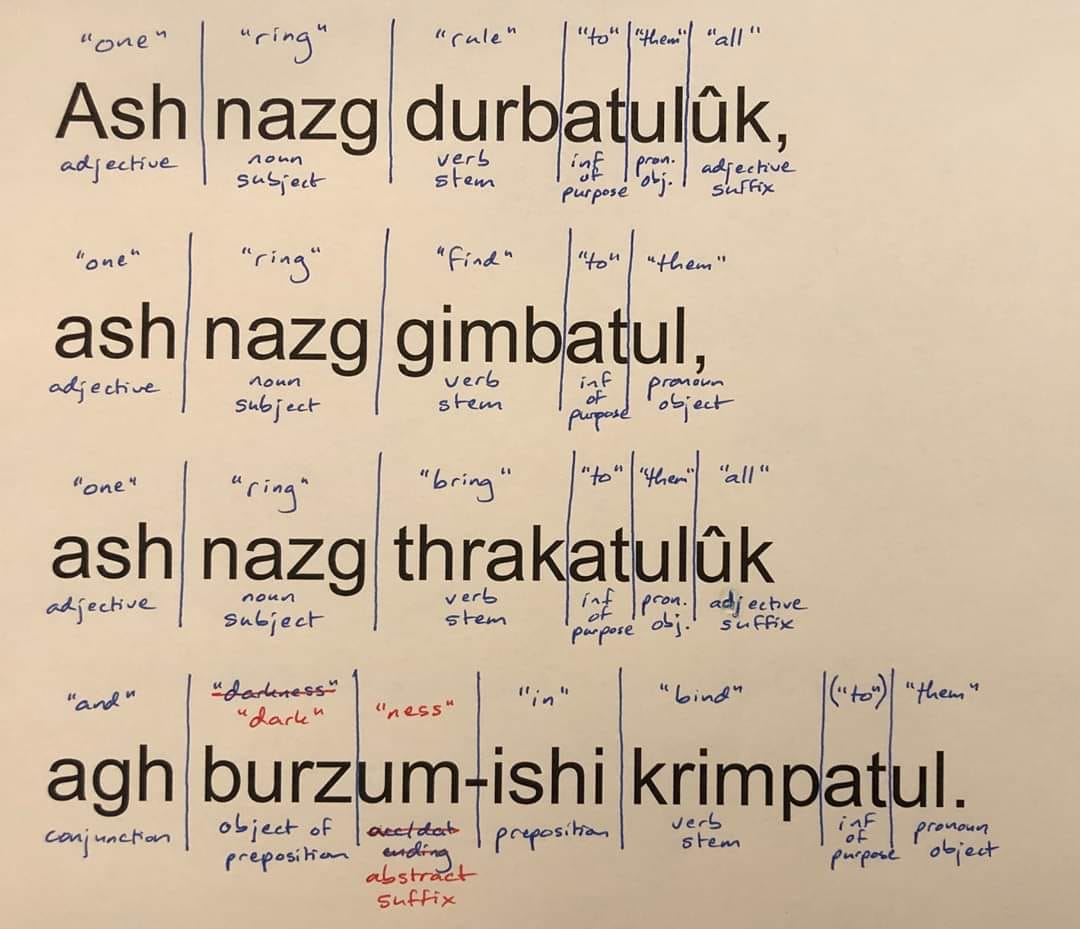 "one" "ring" "rule" "to" "them" "all"
Ash nazg durbatulûk,
adjective noun verb inf pron. adjective
subject stem of obj. suffix
purpose
"one" "ring" "find" "to" "them"
ash nazg gimbatul,
adjective noun verb inf pronoun
subject stem of object
purpose
"one" "ring" "bring" "to" "them" "all"
ash nazg thrakatulûk
adjective noun verb inf pron. adjective
subject stem of obj. suffix
purpose
"and" "darkness" "ness" "in" "bind" ("to") "them"
"dark"
agh burzum-ishi krimpatul.
conjunction object of acc/dat preposition verb inf pronoun
preposition ending stem of object
abstract purpose
suffix